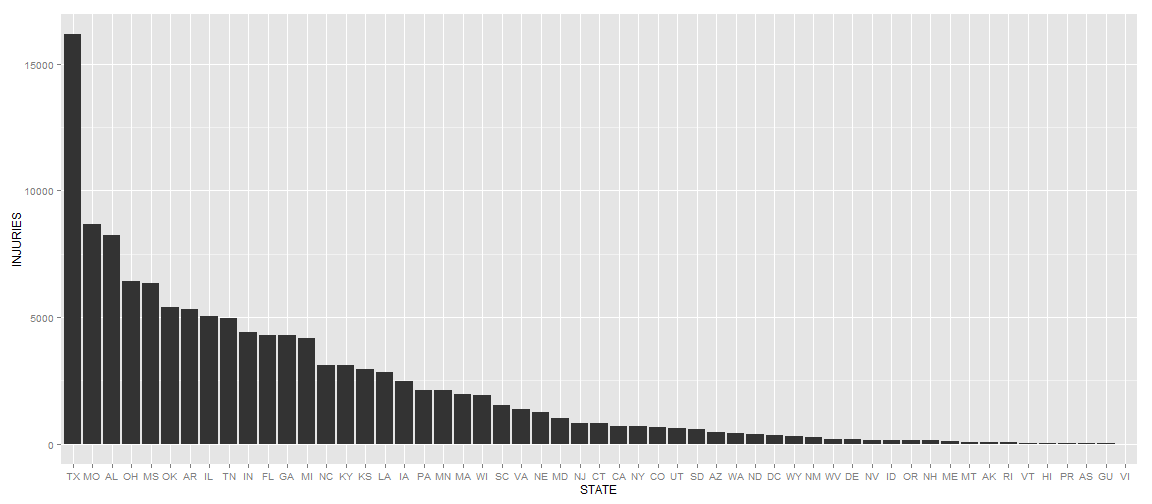 15000
10000
5000
0
INJURIES
TX MO AL OH MS OK AR IL TN IN FL GA MI NC KY KS LA IA PA MN MA WI SC VA NE MD NJ CT CA NY CO UT SD AZ WA ND DC WY NM WV DE NV ID OR NH ME MT AK RI VT HI PR AS GU VI
STATE